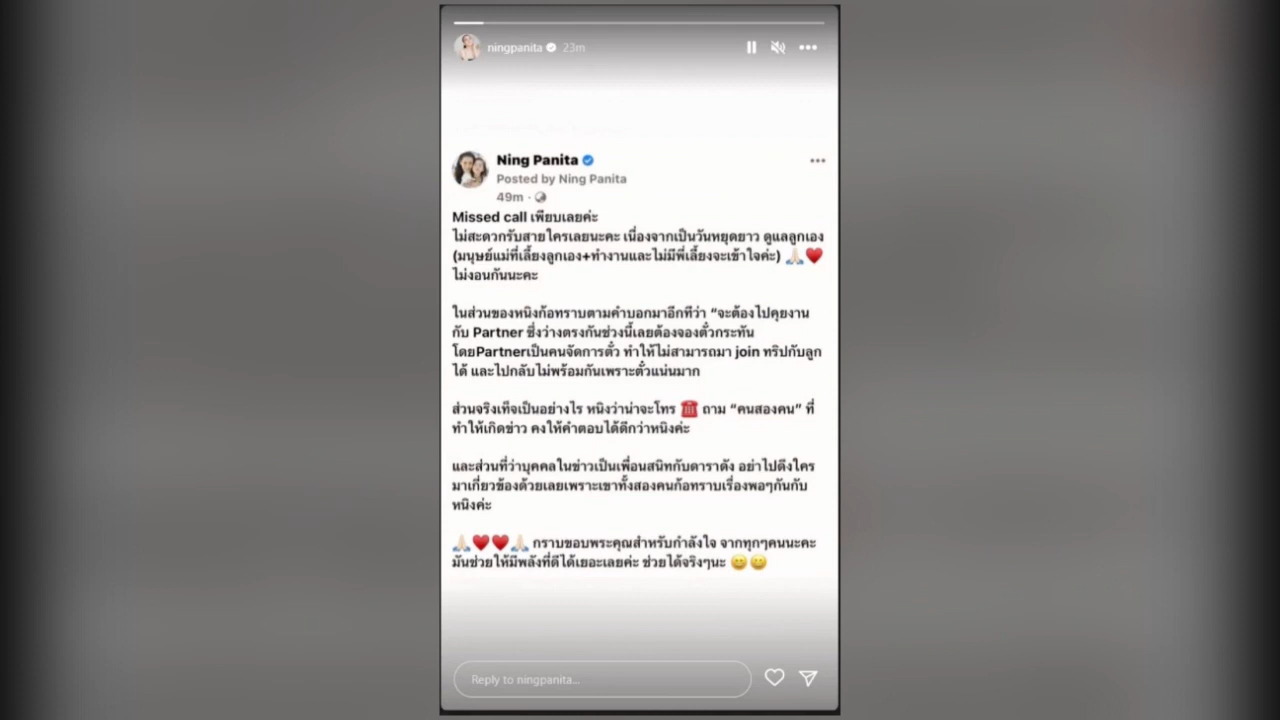 ningpanita 23m
Ning Panita
Posted by Ning Panita
49m ·
Missed call เพียบเลยค่ะ
ไม่สะดวกรับสายใครเลยนะคะ เนื่องจากเป็นวันหยุดยาว ดูแลลูกเอง
(มนุษย์แม่ที่เลี้ยงลูกเอง+ทำงานและไม่มีพี่เลี้ยงจะเข้าใจค่ะ) 🙏🏻♥️
ไม่งอนกันนะคะ
ในส่วนของหนิงก้อทราบตามคำบอกมาอีกทีว่า “จะต้องไปคุยงาน
กับ Partner ซึ่งว่างตรงกันช่วงนี้เลยต้องจองตั๋วกระทัน
โดยPartnerเป็นคนจัดการตั๋ว ทำให้ไม่สามารถมา join ทริปกับลูก
ได้ และไปกลับไม่พร้อมกันเพราะตั๋วแน่นมาก
ส่วนจริงเท็จเป็นอย่างไร หนิงว่าน่าจะโทร ☎️ ถาม “คนสองคน” ที่
ทำให้เกิดข่าว คงให้คำตอบได้ดีกว่าหนิงค่ะ
และส่วนที่ว่าบุคคลในข่าวเป็นเพื่อนสนิทกับดาราดัง อย่าไปดึงใคร
มาเกี่ยวข้องด้วยเลยเพราะเขาทั้งสองคนก้อทราบเรื่องพอๆกันกับ
หนิงค่ะ
🙏🏻♥️♥️🙏🏻 กราบขอบพระคุณสำหรับกำลังใจ จากทุกๆคนนะคะ
มันช่วยให้มีพลังที่ดีได้เยอะเลยค่ะ ช่วยได้จริงๆนะ 😊😊
Reply to ningpanita...